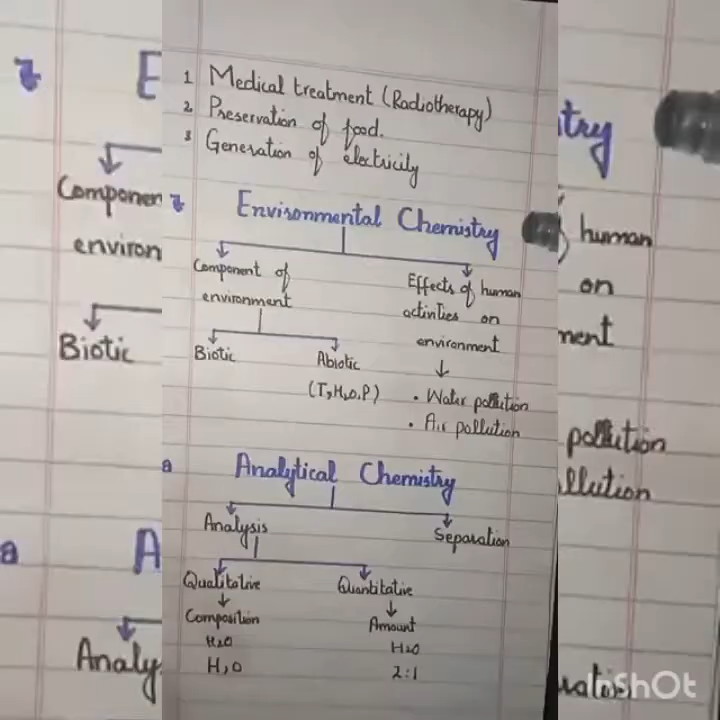 1 Medical treatment (Radiotherapy)
2 Preservation of food.
3 Generation of electricity
Environmental Chemistry
Component of environment
Effects of human activities on environment
Biotic
Abiotic
(T, H2O, P)
• Water pollution
• Air pollution
Analytical Chemistry
Analysis
Separation
Qualitative
Quantitative
Composition
Amount
H2O
H2O
H, O
2:1
InShOt